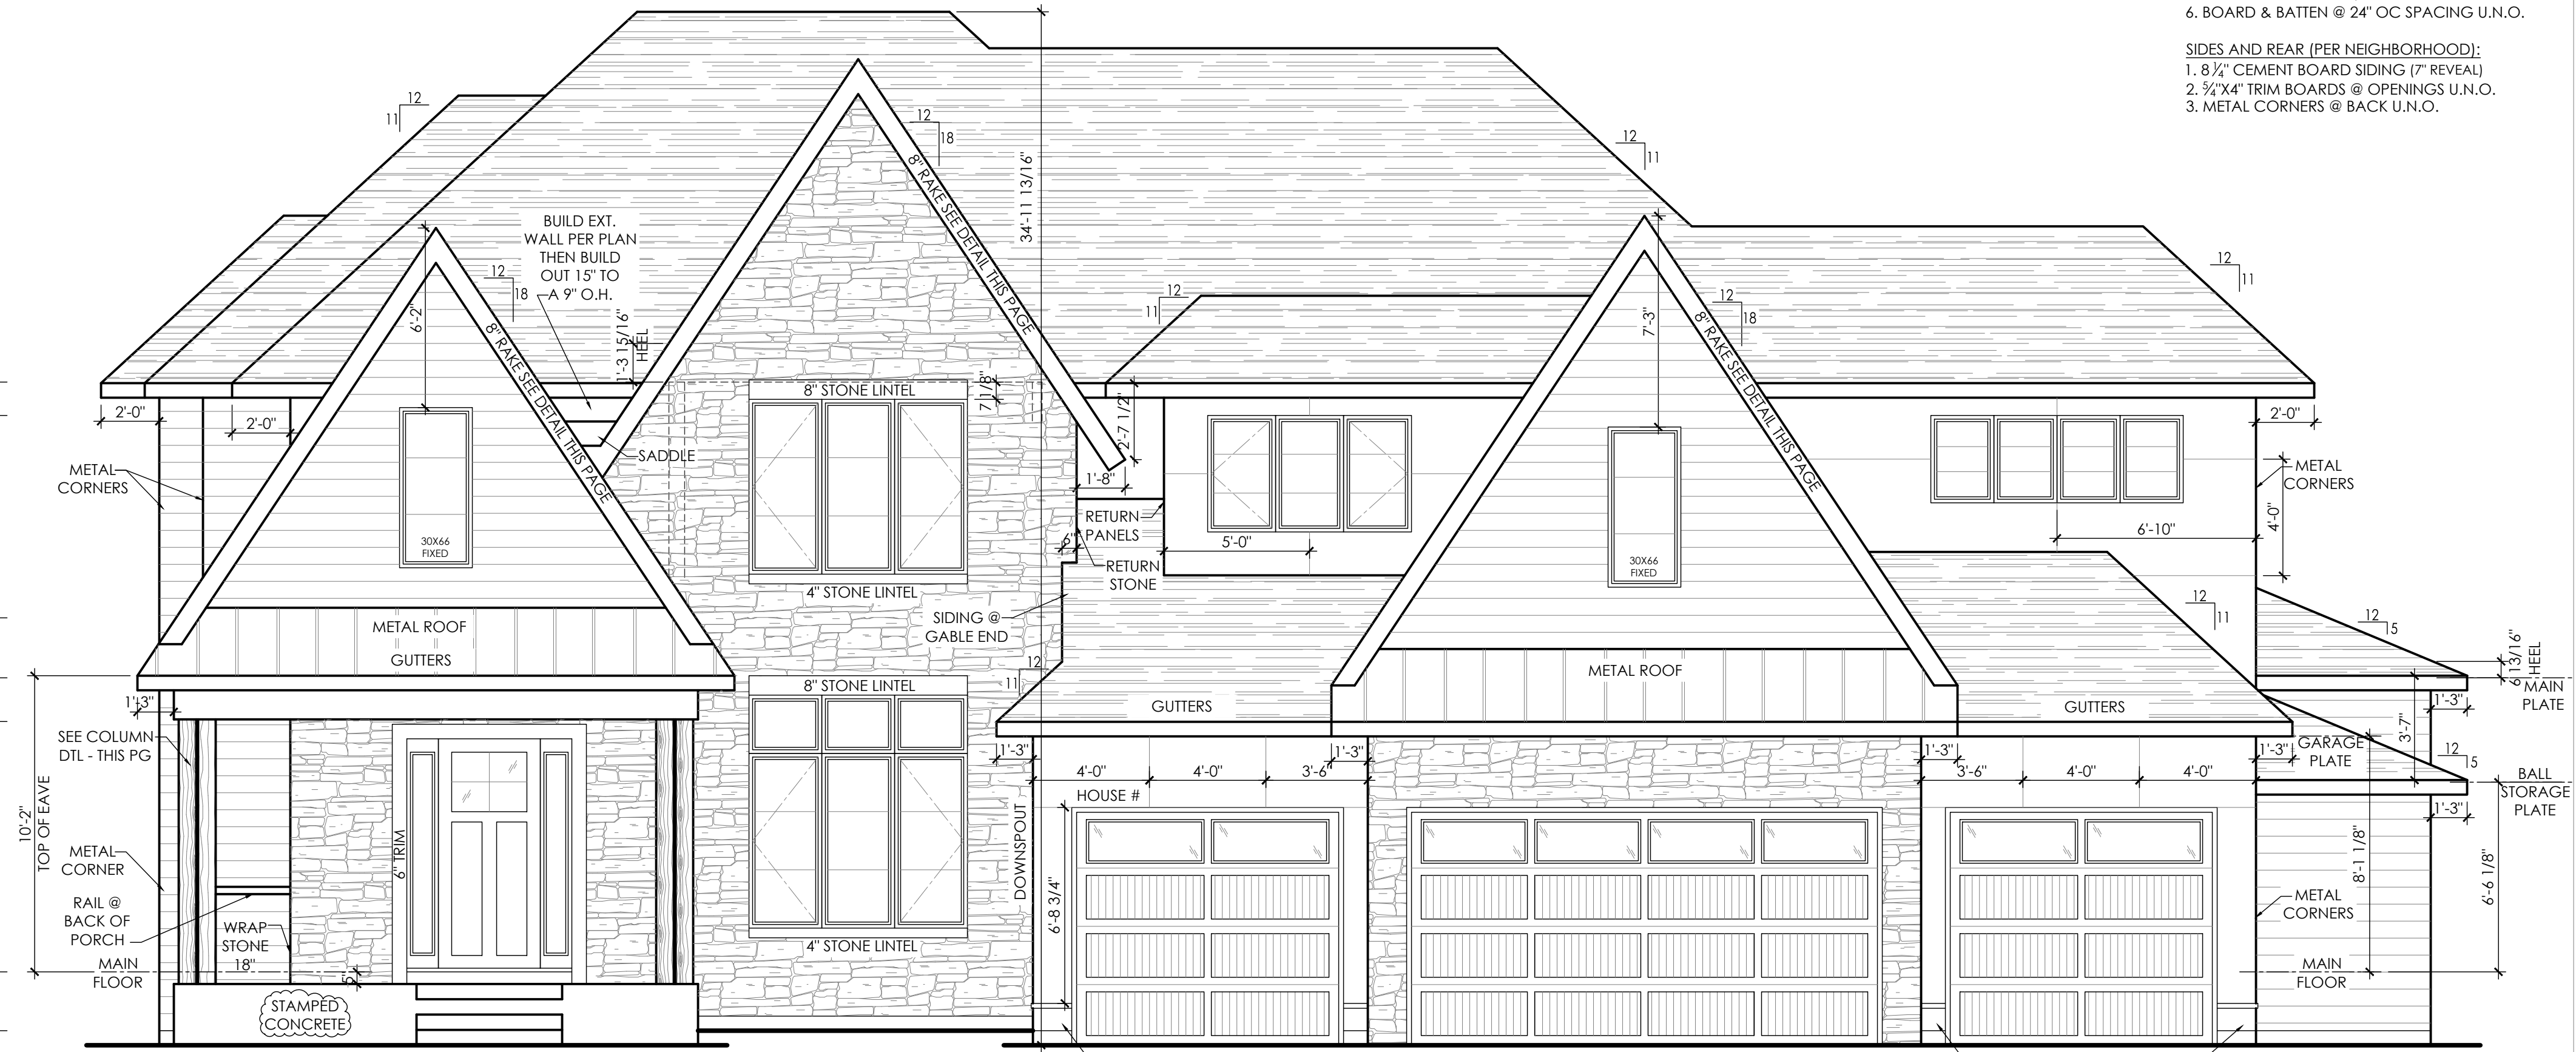 6. BOARD & BATTEN @ 24" OC SPACING U.N.O.
SIDES AND REAR (PER NEIGHBORHOOD):
1. 8 1/4" CEMENT BOARD SIDING (7" REVEAL)
2. 5/4"X4" TRIM BOARDS @ OPENINGS U.N.O.
3. METAL CORNERS @ BACK U.N.O.
12
11
12
18
8" RAKE SEE DETAIL THIS PAGE
34'-11 13/16"
12
11
BUILD EXT.
WALL PER PLAN
THEN BUILD
OUT 15" TO
A 9" O.H.
12
18
6'-2"
8" RAKE SEE DETAIL THIS PAGE
1'-3 15/16"
HEEL
12
11
7'-3"
12
18
8" RAKE SEE DETAIL THIS PAGE
12
11
2'-0"
2'-0"
8" STONE LINTEL
7 1/8"
2'-7 1/2"
2'-0"
METAL
CORNERS
SADDLE
1'-8"
METAL
CORNERS
4'-0"
RETURN
PANELS
6"
5'-0"
6'-10"
30X66
FIXED
30X66
FIXED
RETURN
STONE
4" STONE LINTEL
SIDING @
GABLE END
12
11
12
11
12
5
METAL ROOF
GUTTERS
METAL ROOF
6 13/16"
HEEL
MAIN
PLATE
8" STONE LINTEL
GUTTERS
GUTTERS
1'-3"
1'-3"
3'-7"
SEE COLUMN
DTL - THIS PG
1'-3"
1'-3"
1'-3"
1'-3"
GARAGE
PLATE
12
5
4'-0"
4'-0"
3'-6"
3'-6"
4'-0"
4'-0"
BALL
STORAGE
PLATE
1'-3"
HOUSE #
10'-2"
TOP OF EAVE
6" TRIM
DOWNSPOUT
6'-8 3/4"
8'-1 1/8"
6'-6 1/8"
METAL
CORNER
RAIL @
BACK OF
PORCH
WRAP
STONE
18"
4" STONE LINTEL
METAL
CORNERS
MAIN
FLOOR
5"
MAIN
FLOOR
STAMPED
CONCRETE